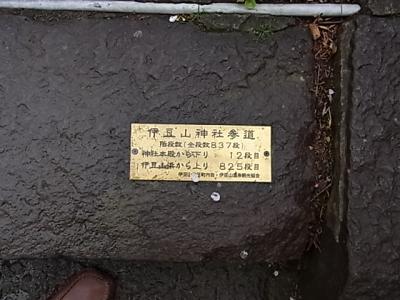 伊豆山神社参道
階段数(全段数837段)
神社本殿から下り 12段目
伊豆山浜から上り 825段目